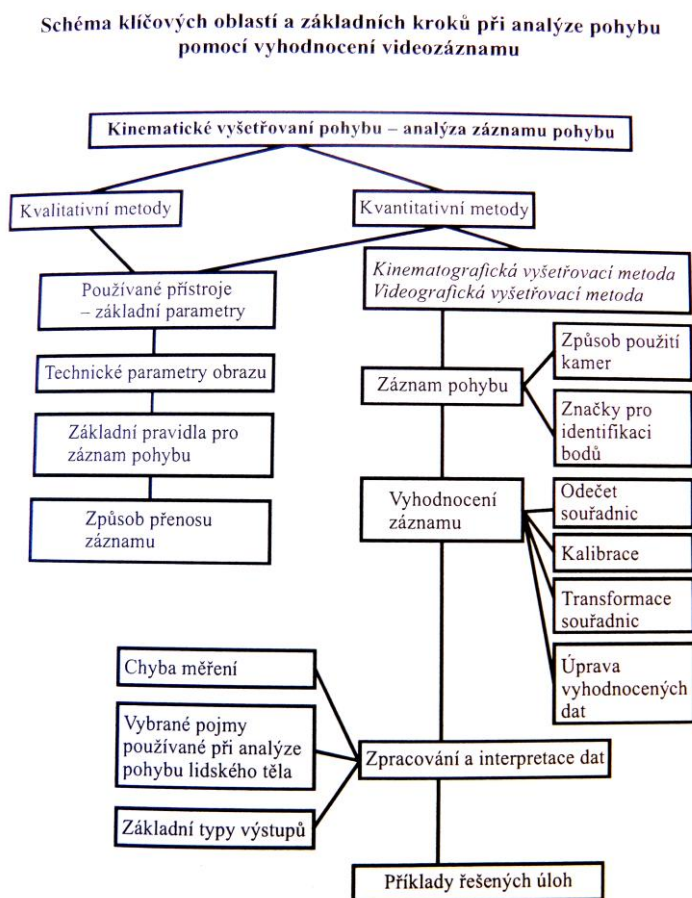 Schéma klíčových oblastí a základních kroků při analýze pohybu
pomocí vyhodnocení videozáznamu
Kinematické vyšetřovaní pohybu – analýza záznamu pohybu
Kvalitativní metody
Kvantitativní metody
Používané přístroje
– základní parametry
Kinematografická vyšetřovací metoda
Videografická vyšetřovací metoda
Technické parametry obrazu
Záznam pohybu
Způsob použití
kamer
Značky pro
identifikaci
bodů
Základní pravidla pro
záznam pohybu
Způsob přenosu
záznamu
Vyhodnocení
záznamu
Odečet
souřadnic
Kalibrace
Transformace
souřadnic
Úprava
vyhodnocených
dat
Chyba měření
Vybrané pojmy
používané při analýze
pohybu lidského těla
Základní typy výstupů
Zpracování a interpretace dat
Příklady řešených úloh